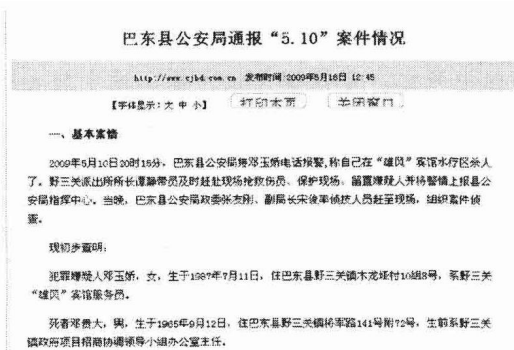 巴东县公安局通报“5.10”案件情况
http://www.cjbd.com.cn 发布时间:2009年5月18日 12:45
【字体显示:大 中 小】 打印本页 关闭窗口
一、基本案情
2009年5月10日20时15分，巴东县公安局接邓玉娇电话报警,称自己在“雄风”宾馆水疗区杀人
了。野三关派出所所长谭静带员及时赶赴现场抢救伤员、保护现场、留置嫌疑人并将警情上报县公
安局指挥中心。当晚，巴东县公安局政委张友刚、副局长宋俊率侦技人员赶至现场，组织案件侦
查。
现初步查明:
犯罪嫌疑人邓玉娇，女，生于1987年7月11日，住巴东县野三关镇木龙垭村10组8号，系野三关
“雄风”宾馆服务员。
死者邓贵大，男，生于1965年9月12日，住巴东县野三关镇将军路141号附72号，生前系野三关
镇政府项目招商协调领导小组办公室主任。